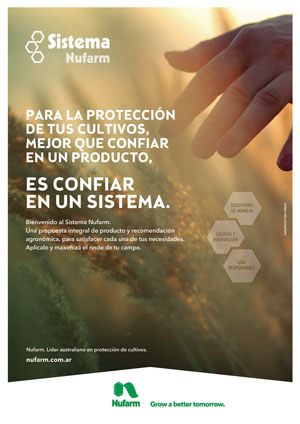 Sistema
Nufarm
PARA LA PROTECCIÓN
DE TUS CULTIVOS,
MEJOR QUE CONFIAR
EN UN PRODUCTO,
ES CONFIAR
EN UN SISTEMA.
Bienvenido al Sistema Nufarm.
Una propuesta integral de producto y recomendación
agronómica, para satisfacer cada una de tus necesidades.
Aplicalo y maximizá el rinde de tu campo.
SOLUCIONES
DE MANEJO
CALIDAD E
INNOVACIÓN
USO
RESPONSABLE
Nufarm. Líder australiano en protección de cultivos.
nufarm.com.ar
Nufarm
Grow a better tomorrow.